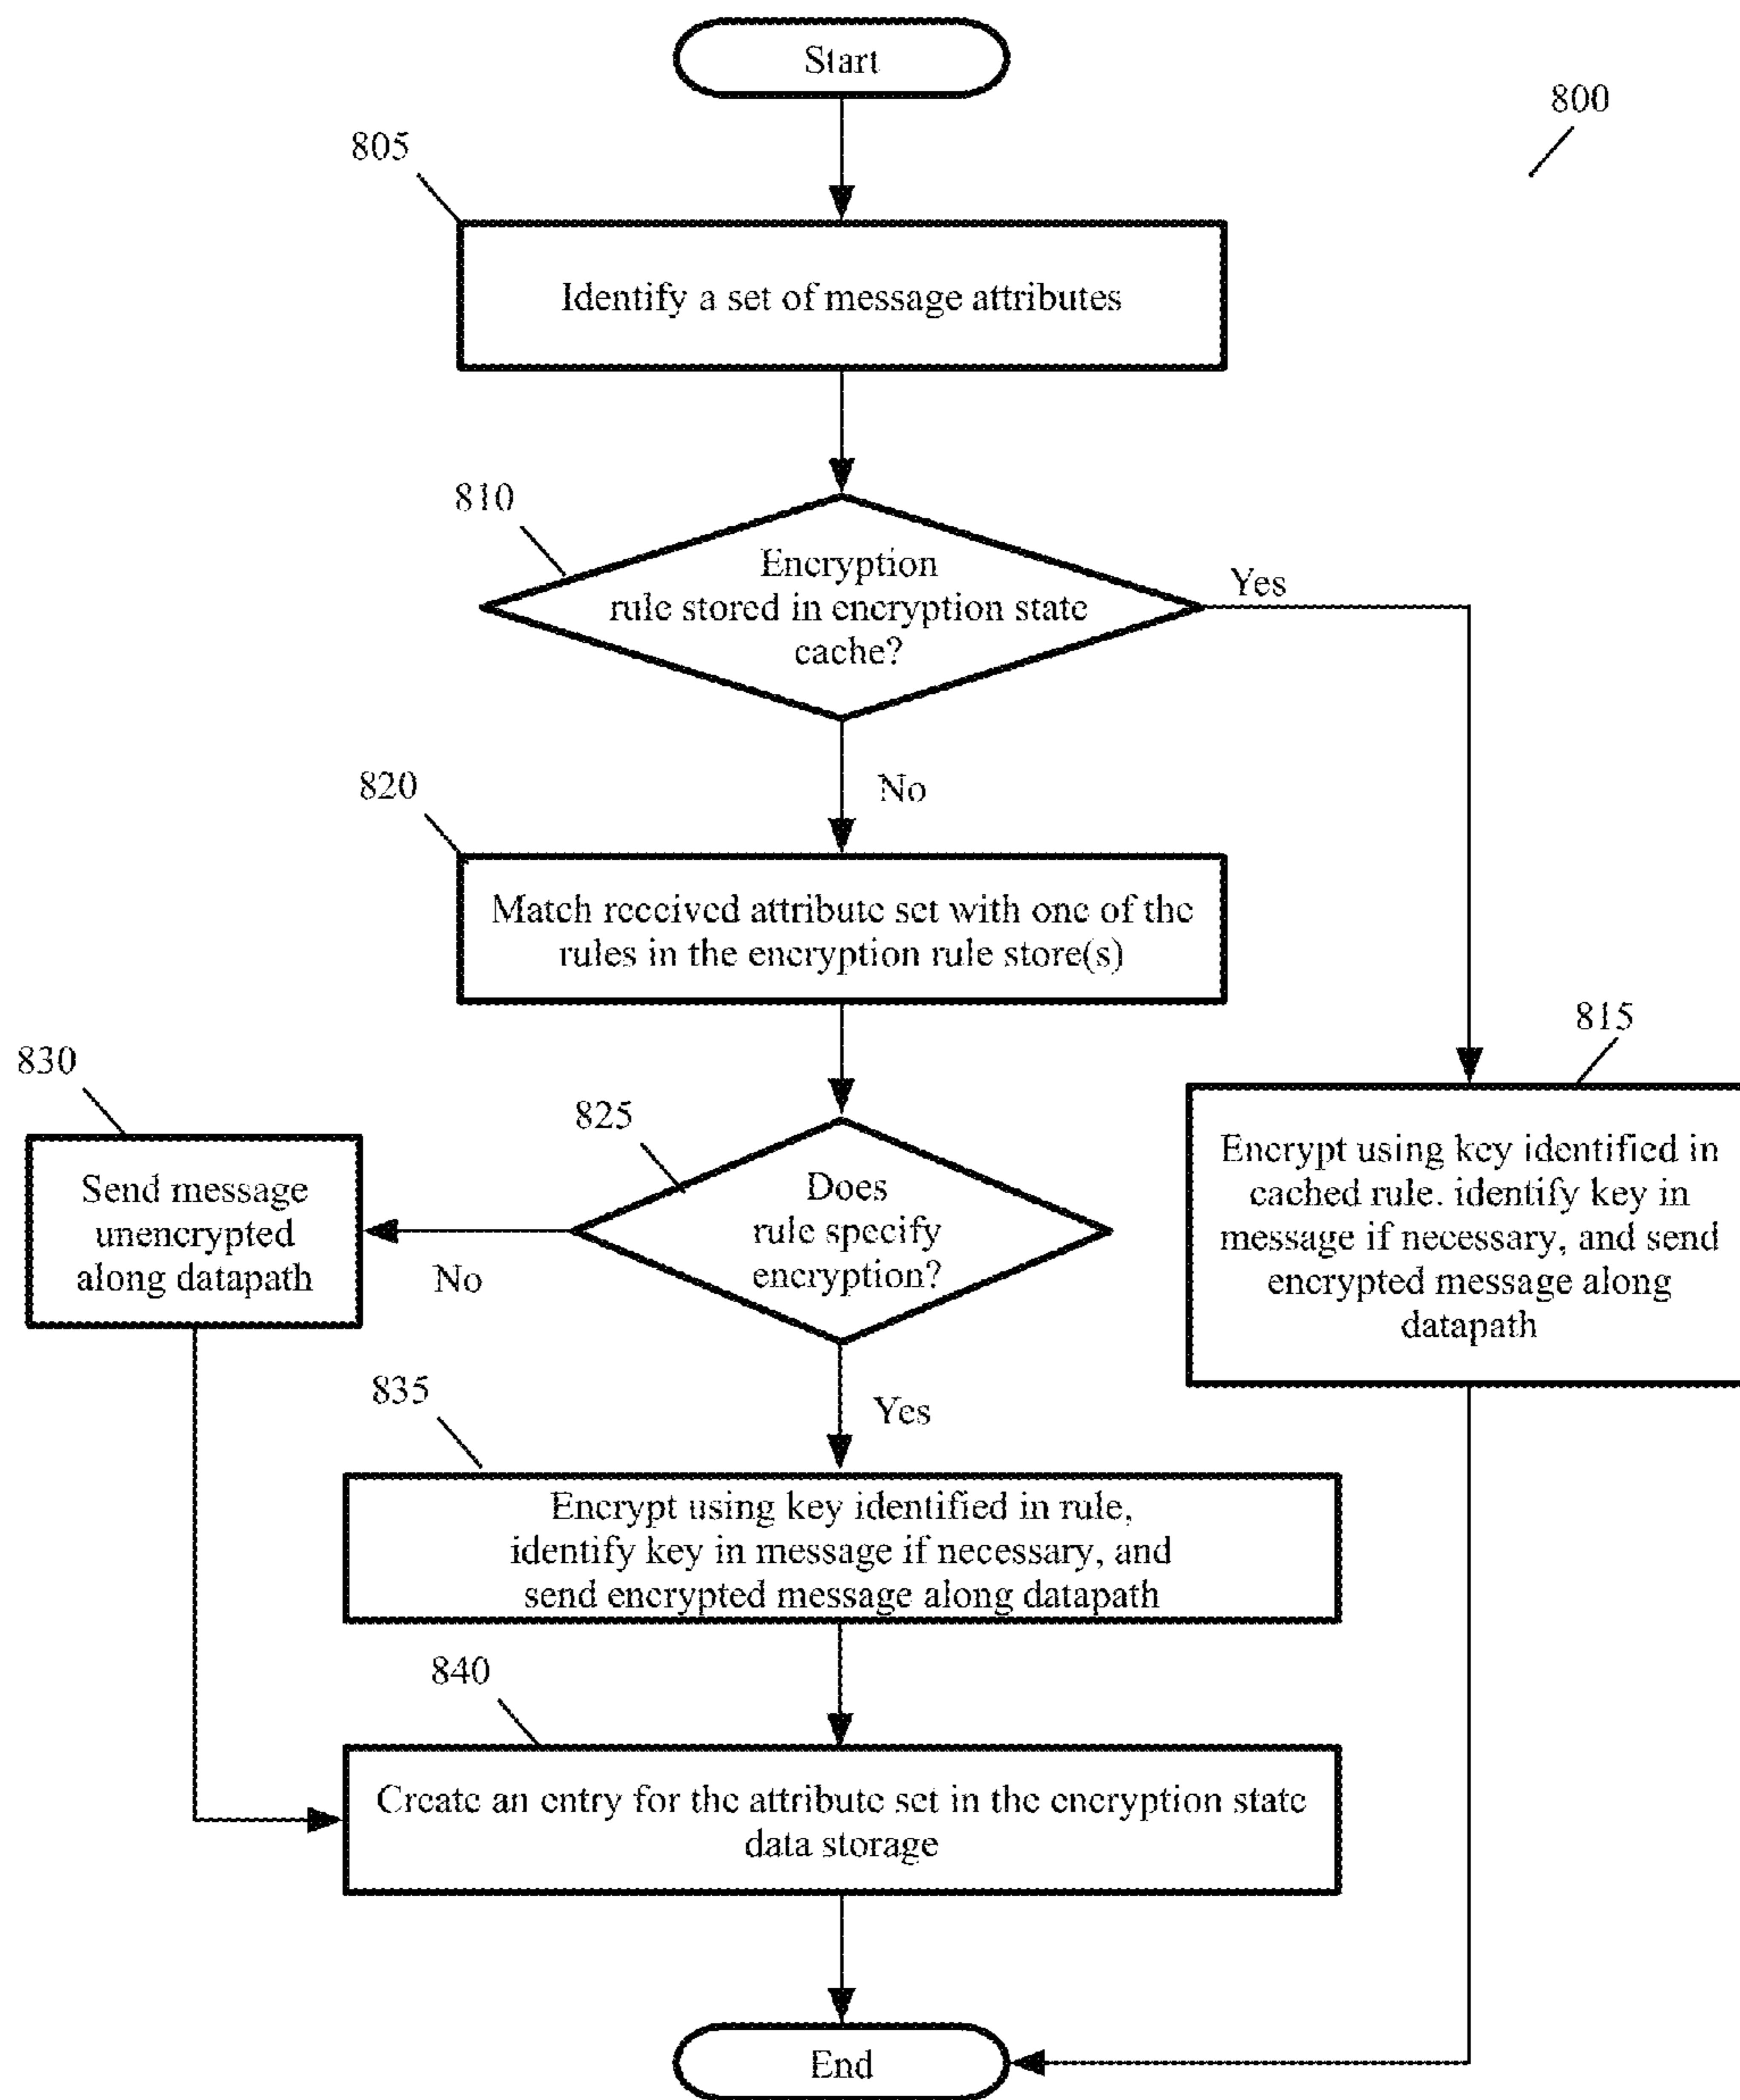 Start
800
805
Identify a set of message attributes
810
Encryption
rule stored in encryption state
cache?
Yes
No
820
Match received attribute set with one of the
rules in the encryption rule store(s)
815
830
825
Send message
unencrypted
along datapath
Does
rule specify
encryption?
No
Encrypt using key identified in
cached rule. identify key in
message if necessary, and send
encrypted message along
datapath
835
Yes
Encrypt using key identified in rule,
identify key in message if necessary, and
send encrypted message along datapath
840
Create an entry for the attribute set in the encryption state
data storage
End